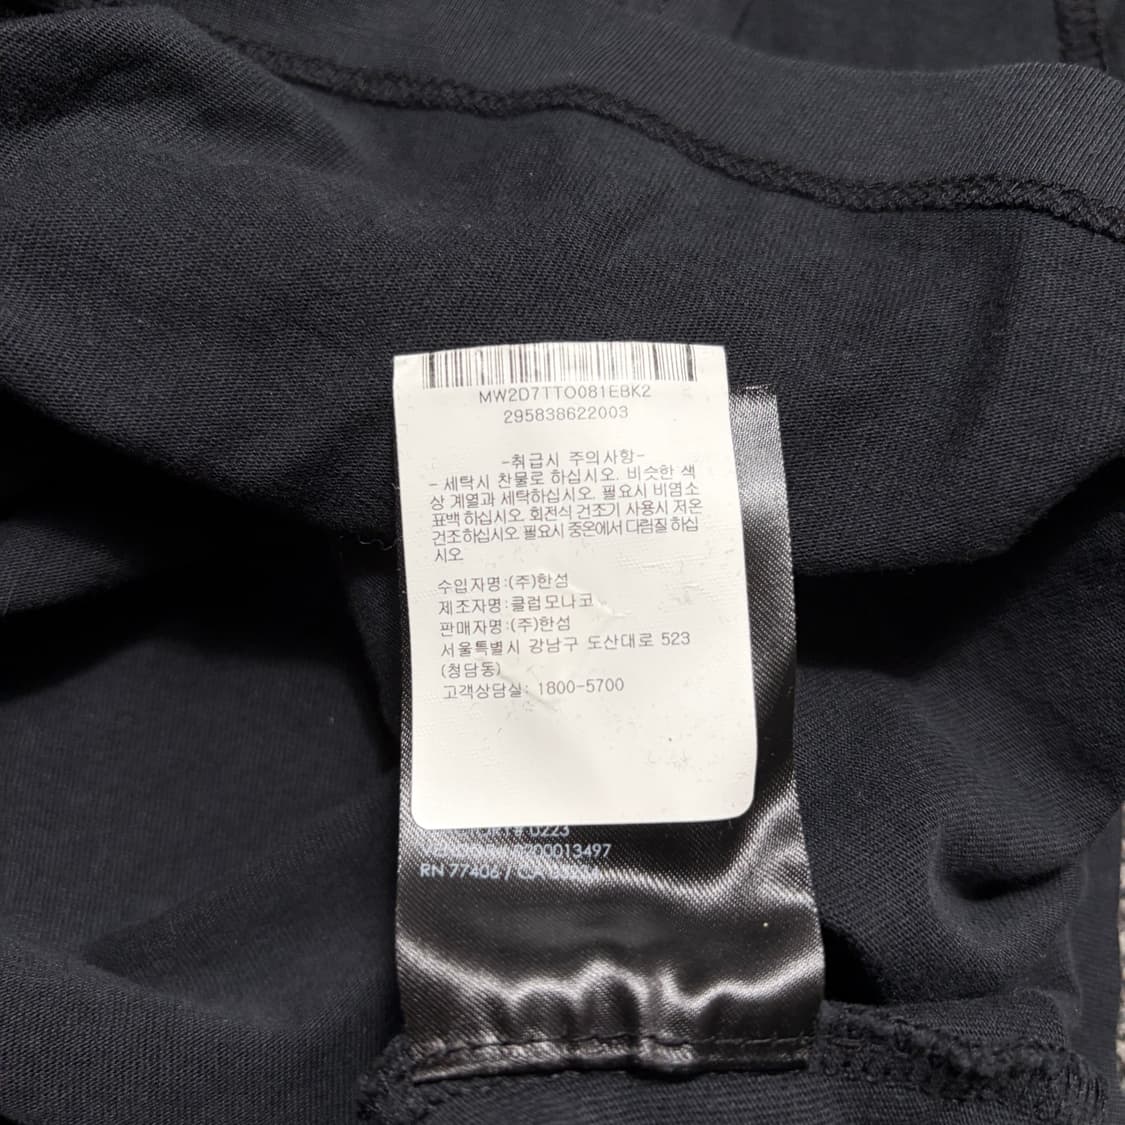 MW2D7TTO081EBK2
295838622003
-취급시 주의사항-
- 세탁시 찬물로 하십시오. 비슷한 색
상 계열과 세탁하십시오. 필요시 비염소
표백 하십시오. 회전식 건조기 사용시 저온
건조하십시오. 필요시 중온에서 다림질 하십
시오.
수입자명:(주)한섬
제조자명:클럽모나코
판매자명:(주)한섬
서울특별시 강남구 도산대로 523
(청담동)
고객상담실: 1800-5700
0223
0200013497
RN 77406 / CA